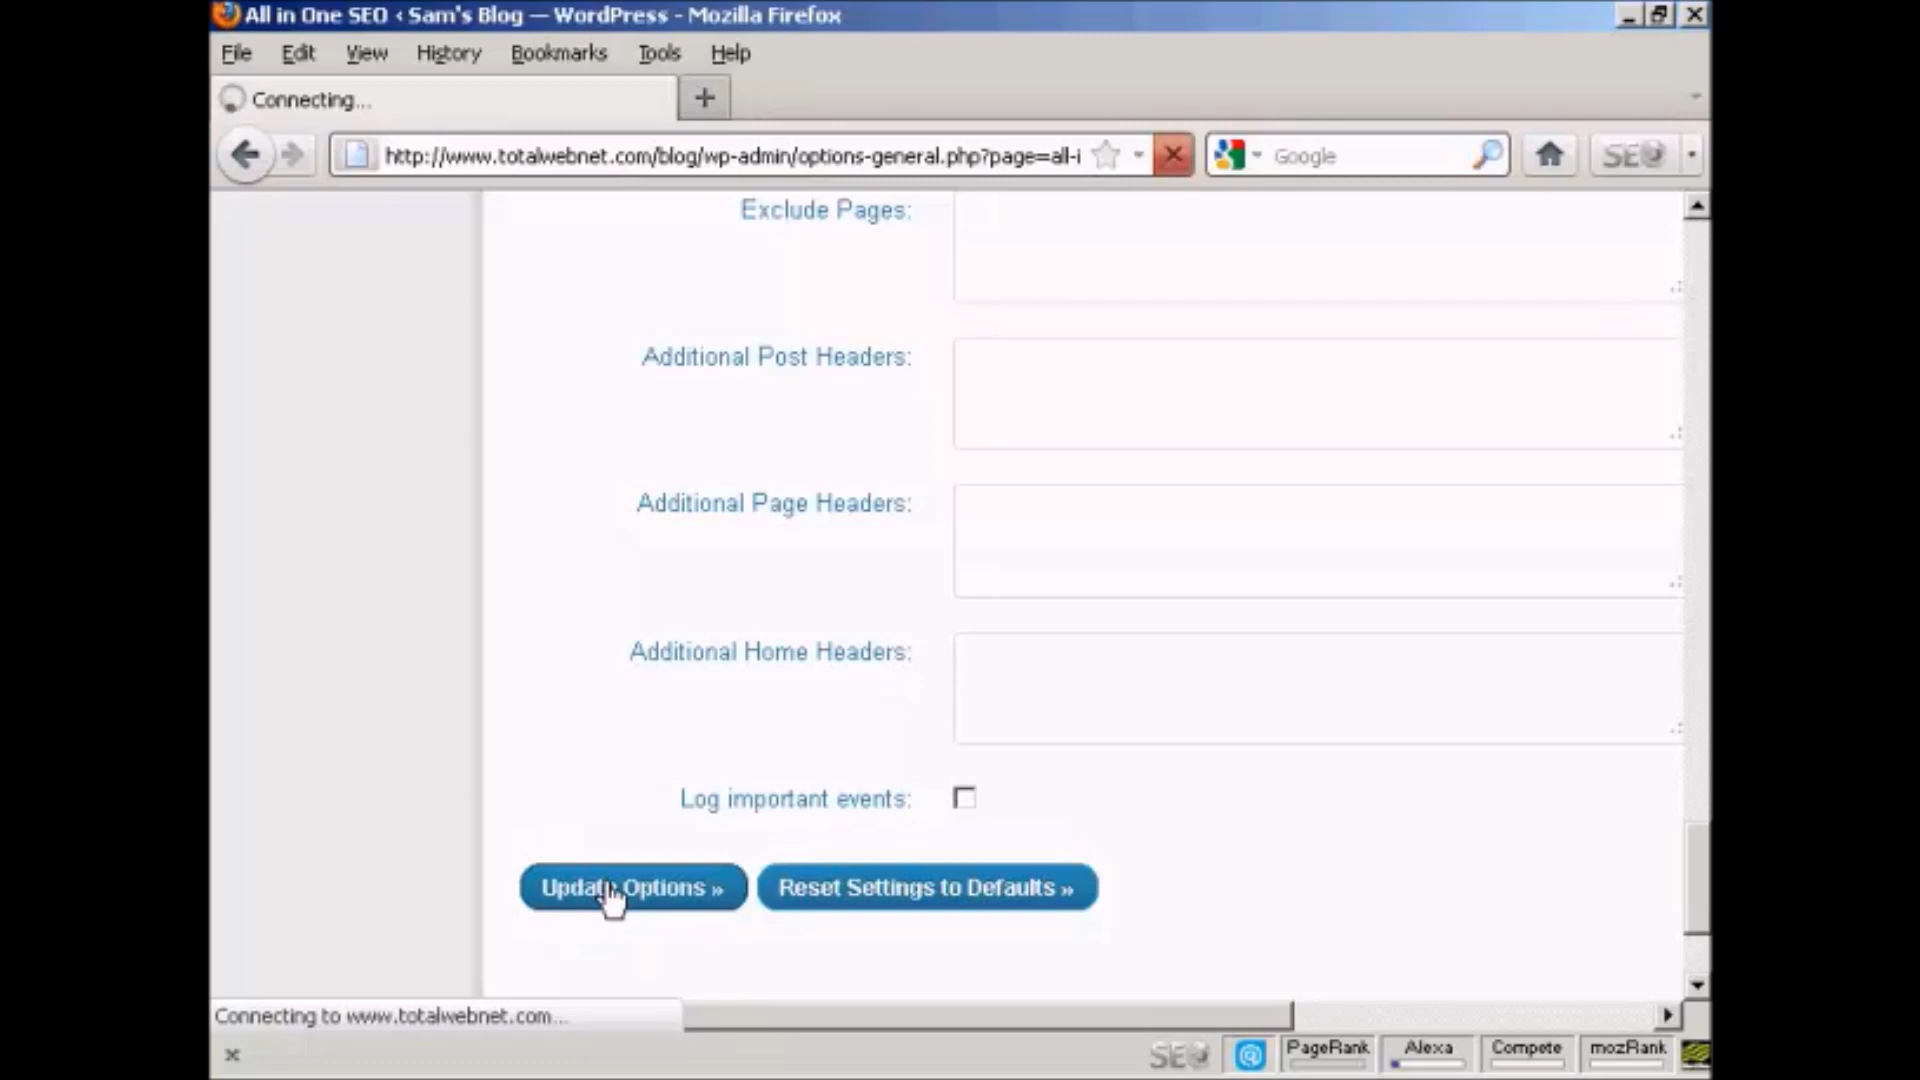 All in One SEO ‹ Sam's Blog — WordPress - Mozilla Firefox
File Edit View History Bookmarks Tools Help
Connecting...
http://www.totalwebnet.com/blog/wp-admin/options-general.php?page=all-i
Google
SEO
Exclude Pages:
Additional Post Headers:
Additional Page Headers:
Additional Home Headers:
Log important events:
Update Options »
Reset Settings to Defaults »
Connecting to www.totalwebnet.com...
SEO
PageRank
Alexa
Compete
mozRank